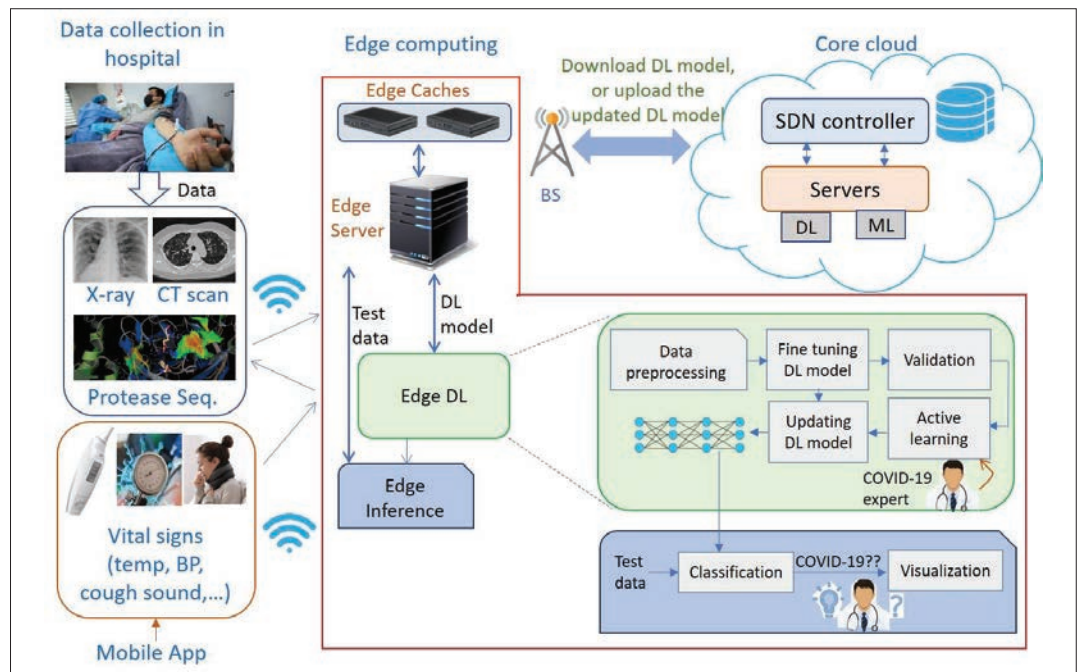 Data collection in
hospital
Data
X-ray
CT scan
Protease Seq.
Vital signs
(temp, BP,
cough sound,...)
Mobile App
Edge computing
Edge Caches
Edge
Server
Test
data
DL
model
Edge DL
Edge
Inference
BS
Download DL model,
or upload the
updated DL model
Core cloud
SDN controller
Servers
DL
ML
Data
preprocessing
Fine tuning
DL model
Validation
Updating
DL model
Active
learning
COVID-19
expert
Test
data
Classification
COVID-19??
Visualization
?